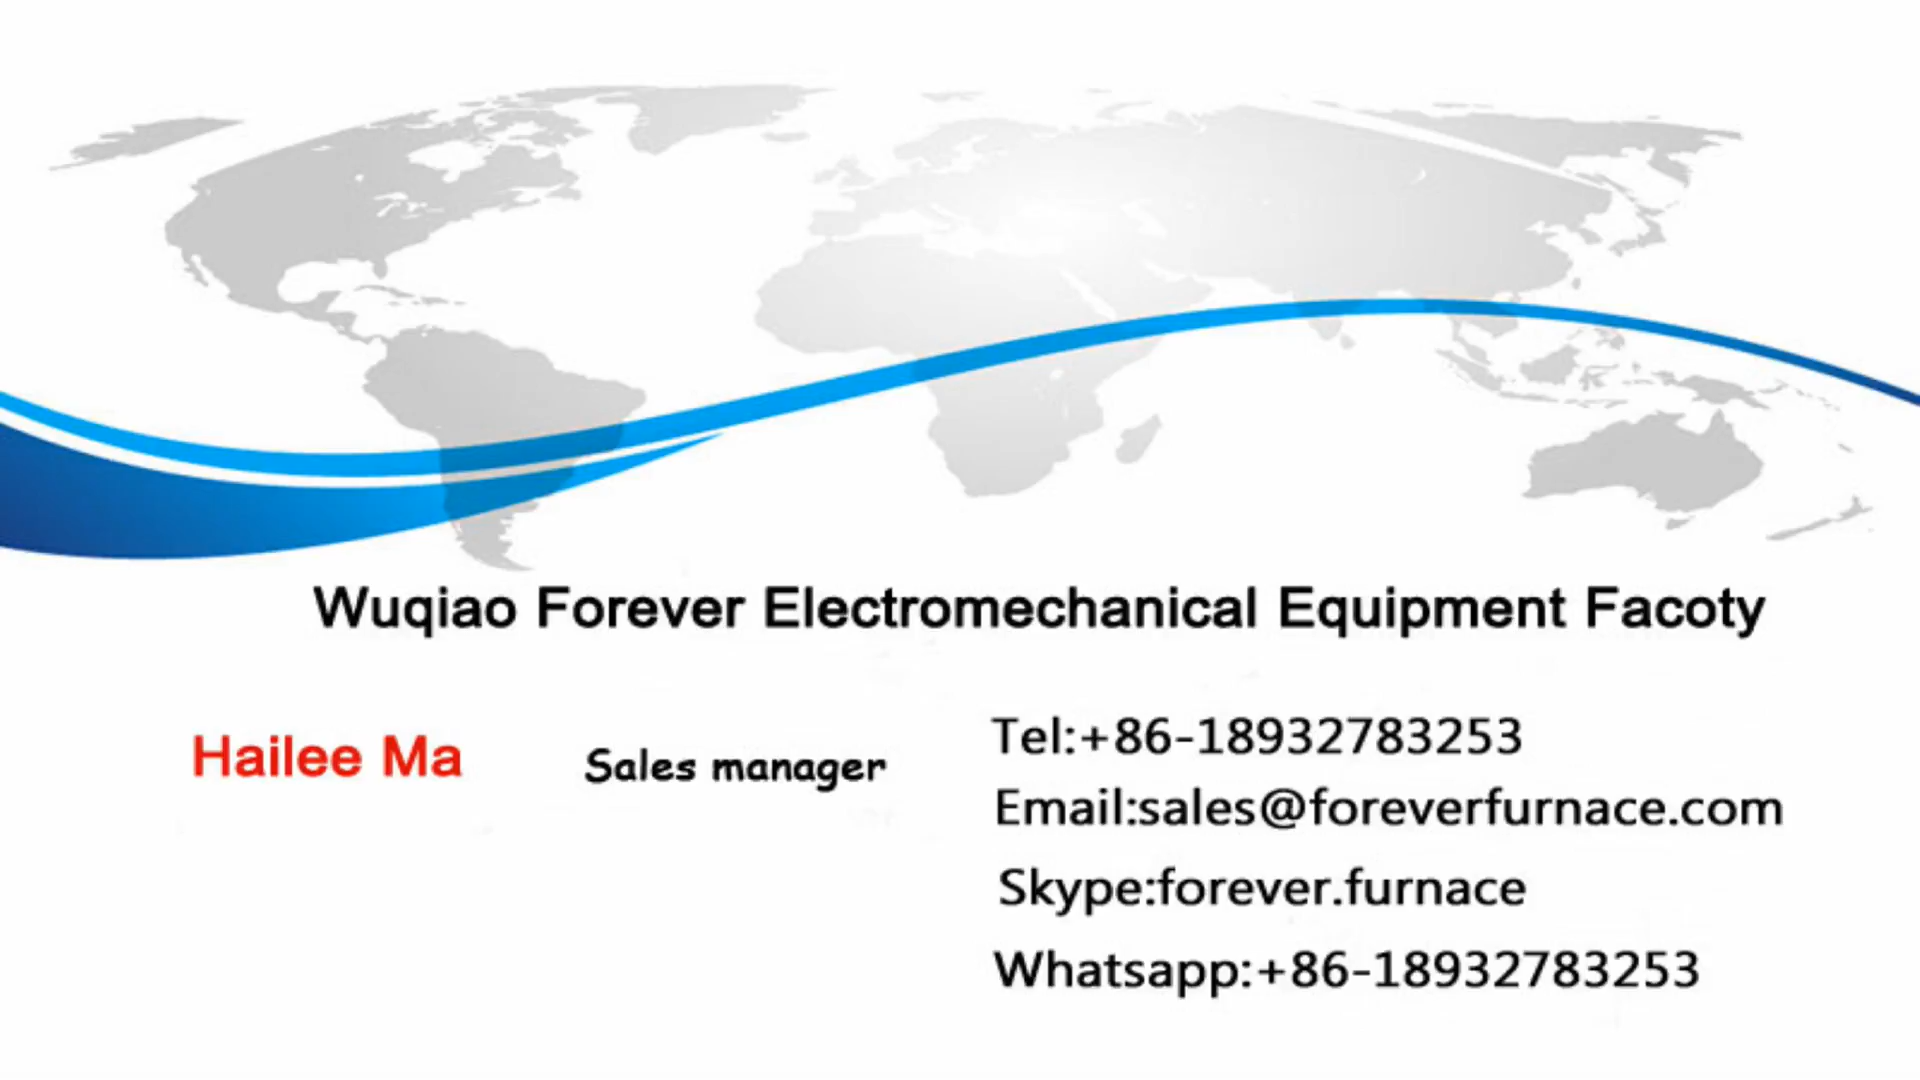 Wuqiao Forever Electromechanical Equipment Facoty
Hailee Ma
Sales manager
Tel:+86-18932783253
Email:sales@foreverfurnace.com
Skype:forever.furnace
Whatsapp:+86-18932783253